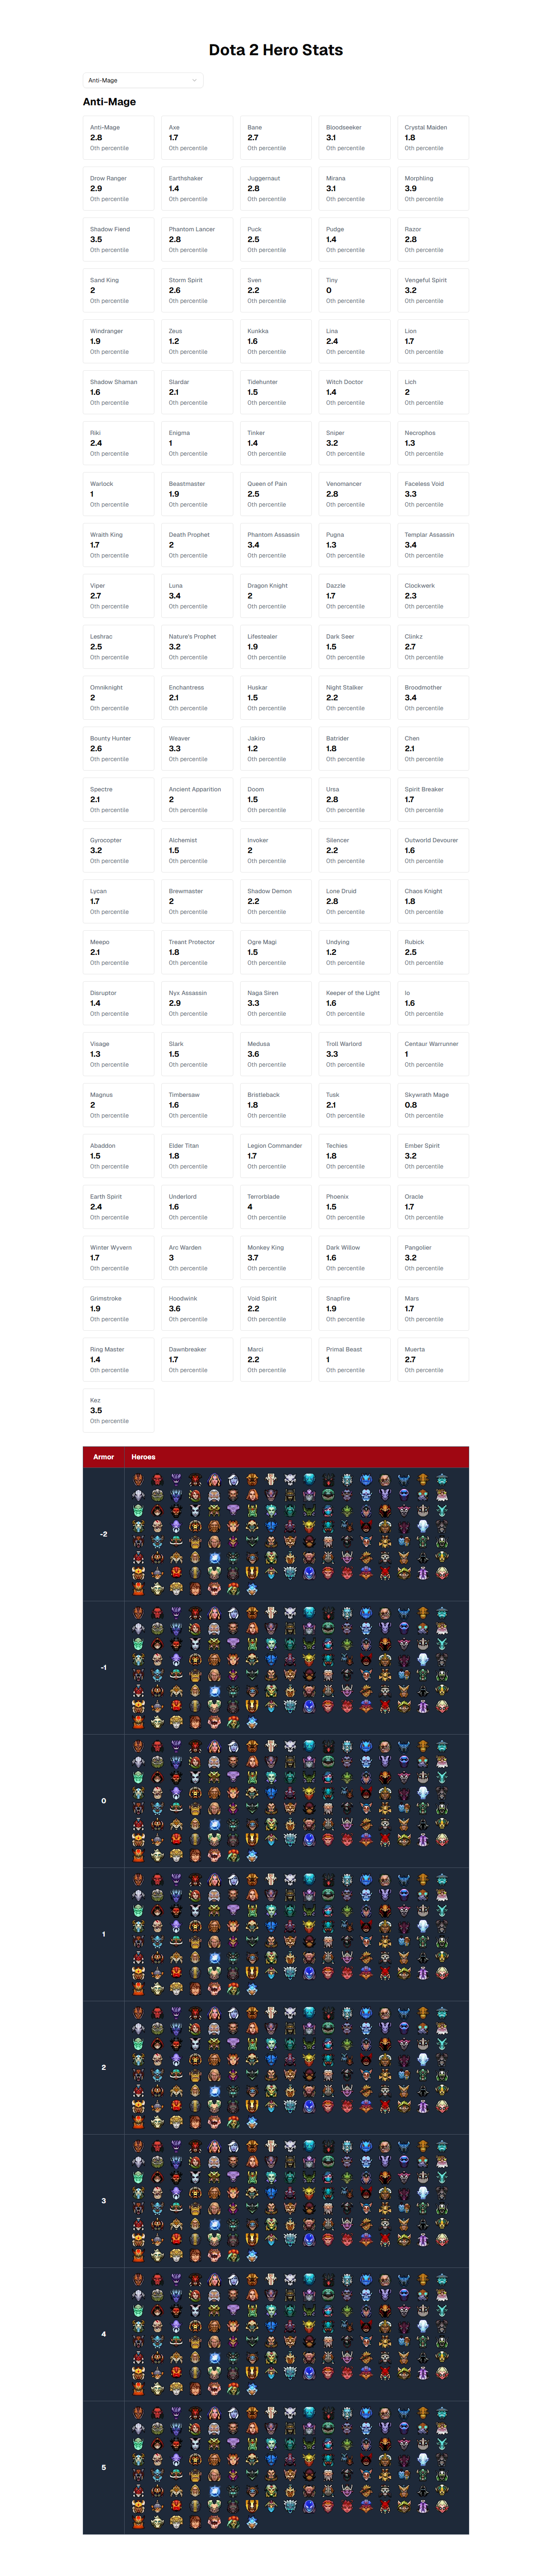 Dota 2 Hero Stats
Anti-Mage
Anti-Mage
Anti-Mage Axe Bane Bloodseeker Crystal Maiden
2.8 1.7 2.7 3.1 1.8
0th percentile 0th percentile 0th percentile 0th percentile 0th percentile
Drow Ranger Earthshaker Juggernaut Mirana Morphling
2.9 1.4 2.8 3.1 3.9
0th percentile 0th percentile 0th percentile 0th percentile 0th percentile
Shadow Fiend Phantom Lancer Puck Pudge Razor
3.5 2.8 2.5 1.4 2.8
0th percentile 0th percentile 0th percentile 0th percentile 0th percentile
Sand King Storm Spirit Sven Tiny Vengeful Spirit
2 2.6 2.2 0 3.2
0th percentile 0th percentile 0th percentile 0th percentile 0th percentile
Windranger Zeus Kunkka Lina Lion
1.9 1.2 1.6 2.4 1.7
0th percentile 0th percentile 0th percentile 0th percentile 0th percentile
Shadow Shaman Slardar Tidehunter Witch Doctor Lich
1.6 2.1 1.5 1.4 2
0th percentile 0th percentile 0th percentile 0th percentile 0th percentile
Riki Enigma Tinker Sniper Necrophos
2.4 1 1.4 3.2 1.3
0th percentile 0th percentile 0th percentile 0th percentile 0th percentile
Warlock Beastmaster Queen of Pain Venomancer Faceless Void
1 1.9 2.5 2.8 3.3
0th percentile 0th percentile 0th percentile 0th percentile 0th percentile
Wraith King Death Prophet Phantom Assassin Pugna Templar Assassin
1.7 2 3.4 1.3 3.4
0th percentile 0th percentile 0th percentile 0th percentile 0th percentile
Viper Luna Dragon Knight Dazzle Clockwerk
2.7 3.4 2 1.7 2.3
0th percentile 0th percentile 0th percentile 0th percentile 0th percentile
Leshrac Nature's Prophet Lifestealer Dark Seer Clinkz
2.5 3.2 1.9 1.5 2.7
0th percentile 0th percentile 0th percentile 0th percentile 0th percentile
Omniknight Enchantress Huskar Night Stalker Broodmother
2 2.1 1.5 2.2 3.4
0th percentile 0th percentile 0th percentile 0th percentile 0th percentile
Bounty Hunter Weaver Jakiro Batrider Chen
2.6 3.3 1.2 1.8 2.1
0th percentile 0th percentile 0th percentile 0th percentile 0th percentile
Spectre Ancient Apparition Doom Ursa Spirit Breaker
2.1 2 1.5 2.8 1.7
0th percentile 0th percentile 0th percentile 0th percentile 0th percentile
Gyrocopter Alchemist Invoker Silencer Outworld Devourer
3.2 1.5 2 2.2 1.6
0th percentile 0th percentile 0th percentile 0th percentile 0th percentile
Lycan Brewmaster Shadow Demon Lone Druid Chaos Knight
1.7 2 2.2 2.8 1.8
0th percentile 0th percentile 0th percentile 0th percentile 0th percentile
Meepo Treant Protector Ogre Magi Undying Rubick
2.1 1.8 1.5 1.2 2.5
0th percentile 0th percentile 0th percentile 0th percentile 0th percentile
Disruptor Nyx Assassin Naga Siren Keeper of the Light Io
1.4 2.9 3.3 1.6 1.6
0th percentile 0th percentile 0th percentile 0th percentile 0th percentile
Visage Slark Medusa Troll Warlord Centaur Warrunner
1.3 1.5 3.6 3.3 1
0th percentile 0th percentile 0th percentile 0th percentile 0th percentile
Magnus Timbersaw Bristleback Tusk Skywrath Mage
2 1.6 1.8 2.1 0.8
0th percentile 0th percentile 0th percentile 0th percentile 0th percentile
Abaddon Elder Titan Legion Commander Techies Ember Spirit
1.5 1.8 1.7 1.8 3.2
0th percentile 0th percentile 0th percentile 0th percentile 0th percentile
Earth Spirit Underlord Terrorblade Phoenix Oracle
2.4 1.6 4 1.5 1.7
0th percentile 0th percentile 0th percentile 0th percentile 0th percentile
Winter Wyvern Arc Warden Monkey King Dark Willow Pangolier
1.7 3 3.7 1.6 3.2
0th percentile 0th percentile 0th percentile 0th percentile 0th percentile
Grimstroke Hoodwink Void Spirit Snapfire Mars
1.9 3.6 2.2 1.9 1.7
0th percentile 0th percentile 0th percentile 0th percentile 0th percentile
Ring Master Dawnbreaker Marci Primal Beast Muerta
1.4 1.7 2.2 1 2.7
0th percentile 0th percentile 0th percentile 0th percentile 0th percentile
Kez
3.5
0th percentile
Armor Heroes
-2
-1
0
1
2
3
4
5